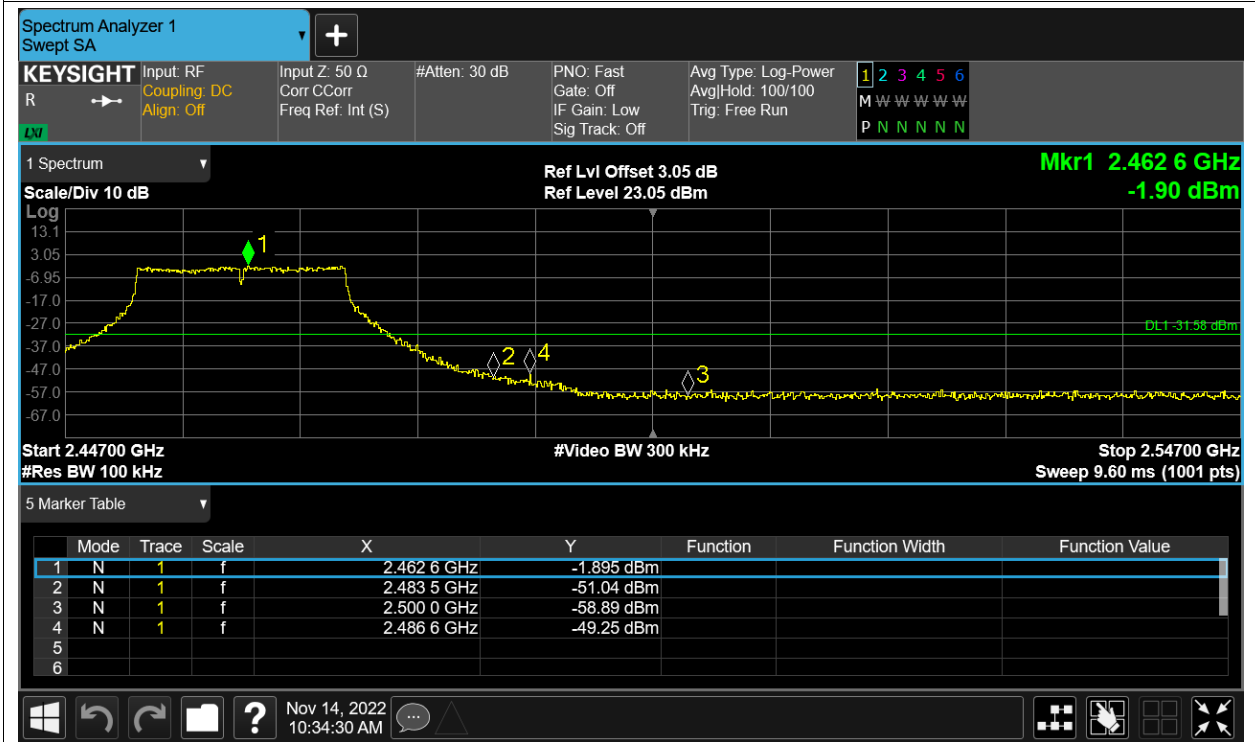 Spectrum Analyzer 1
Swept SA
+
KEYSIGHT Input: RF Input Z: 50 Ω #Atten: 30 dB PNO: Fast Avg Type: Log-Power 1 2 3 4 5 6
R Coupling: DC Corr CCorr Gate: Off Avg|Hold: 100/100 M W W W W W
Align: Off Freq Ref: Int (S) IF Gain: Low Trig: Free Run
LXI Sig Track: Off P N N N N N
1 Spectrum Ref Lvl Offset 3.05 dB Mkr1 2.462 6 GHz
Scale/Div 10 dB Ref Level 23.05 dBm -1.90 dBm
Log
13.1
1
3.05
-6.95
-17.0
-27.0
DL1 -31.58 dBm
-37.0
2 4
-47.0
3
-57.0
-67.0
Start 2.44700 GHz #Video BW 300 kHz Stop 2.54700 GHz
#Res BW 100 kHz Sweep 9.60 ms (1001 pts)
5 Marker Table
Mode Trace Scale X Y Function Function Width Function Value
1 N 1 f 2.462 6 GHz -1.895 dBm
2 N 1 f 2.483 5 GHz -51.04 dBm
3 N 1 f 2.500 0 GHz -58.89 dBm
4 N 1 f 2.486 6 GHz -49.25 dBm
5
6
? Nov 14, 2022
10:34:30 AM